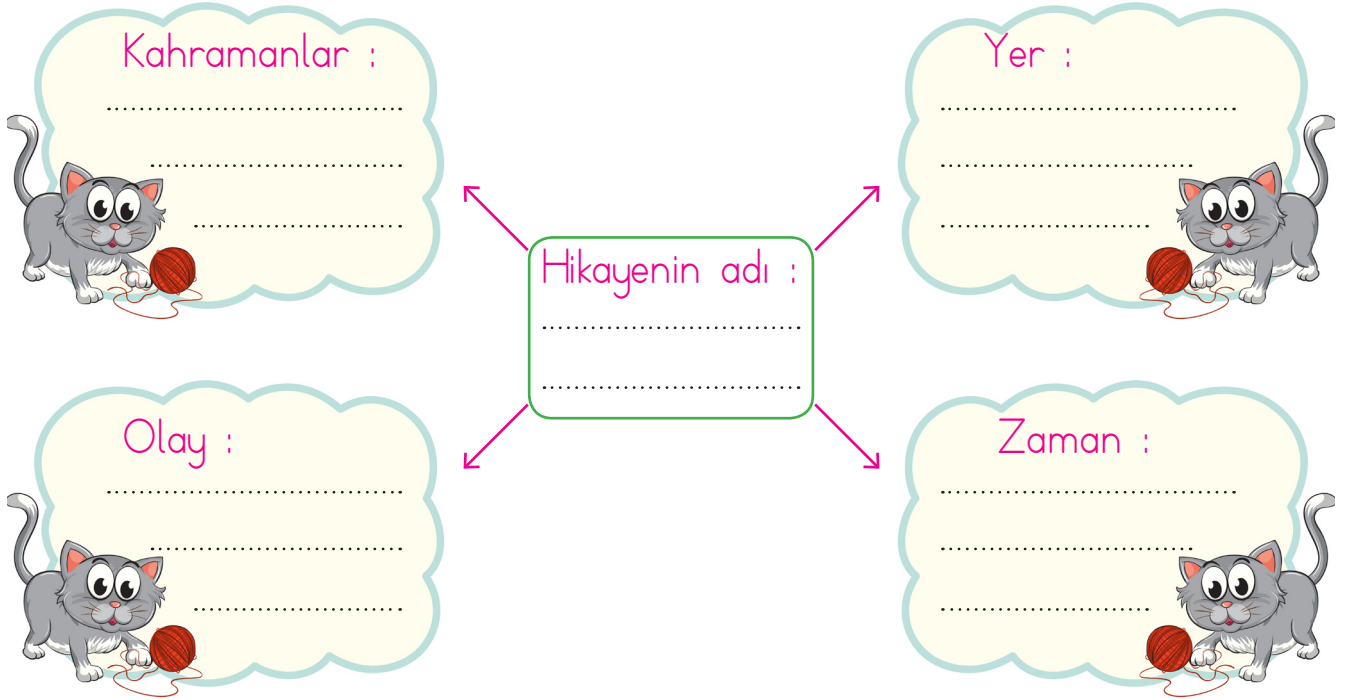 Kahramanlar :
Yer :
Hikayenin adı :
Olay :
Zaman :